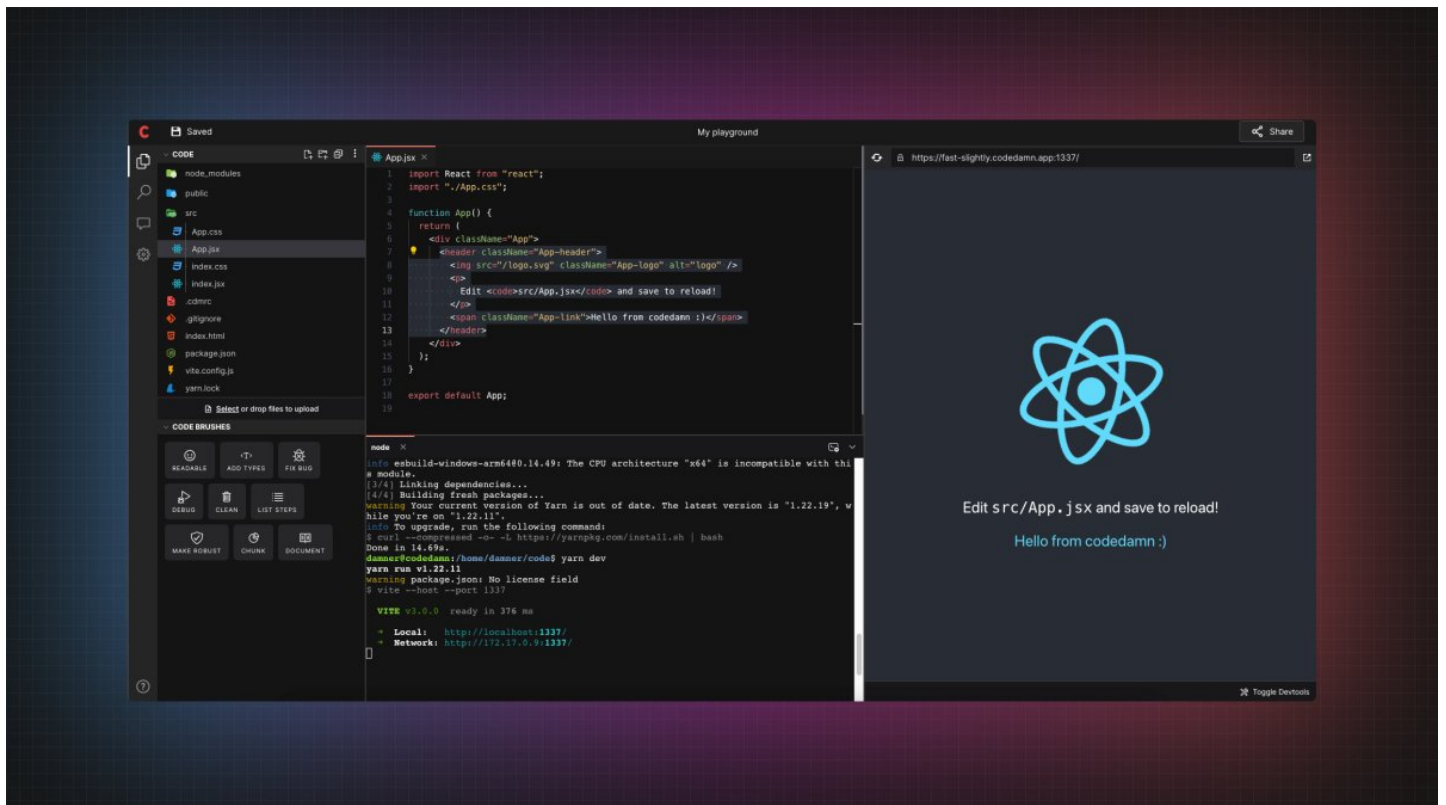 C
Saved
My playground
Share
CODE
node_modules
public
src
App.css
App.jsx
index.css
index.jsx
.cdmrc
.gitignore
index.html
package.json
vite.config.js
yarn.lock
Select or drop files to upload
CODE BRUSHES
READABLE
ADD TYPES
FIX BUG
DEBUG
CLEAN
LIST STEPS
MAKE ROBUST
CHUNK
DOCUMENT
App.jsx ×
1 import React from "react";
2 import "./App.css";
3
4 function App() {
5 return (
6 <div className="App">
7 <header className="App-header">
8 <img src="/logo.svg" className="App-logo" alt="logo" />
9 <p>
10 Edit <code>src/App.jsx</code> and save to reload!
11 </p>
12 <span className="App-link">Hello from codedamn :)</span>
13 </header>
14 </div>
15 );
16 }
17
18 export default App;
19
node ×
info esbuild-windows-arm64@0.14.49: The CPU architecture "x64" is incompatible with thi
s module.
[3/4] Linking dependencies...
[4/4] Building fresh packages...
warning Your current version of Yarn is out of date. The latest version is "1.22.19", w
hile you're on "1.22.11".
info To upgrade, run the following command:
$ curl --compressed -o- -L https://yarnpkg.com/install.sh | bash
Done in 14.69s.
damner@codedamn:/home/damner/code$ yarn dev
yarn run v1.22.11
warning package.json: No license field
$ vite --host --port 1337
VITE v3.0.0 ready in 376 ms
➜ Local: http://localhost:1337/
➜ Network: http://172.17.0.9:1337/
https://fast-slightly.codedamn.app:1337/
Edit src/App.jsx and save to reload!
Hello from codedamn :)
Toggle Devtools